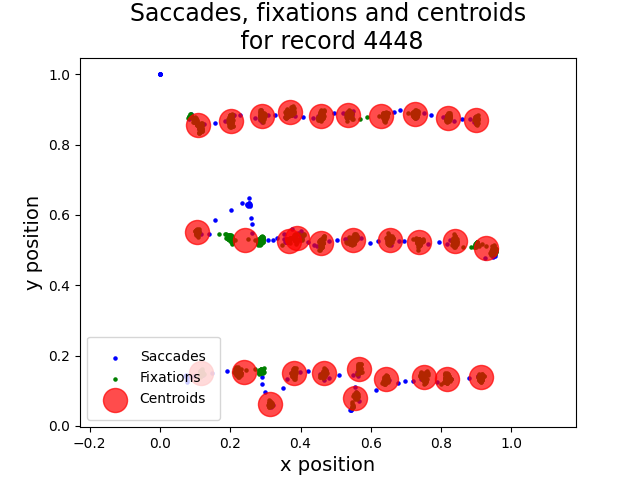 Saccades, fixations and centroids
for record 4448
y position
1.0
0.8
0.6
0.4
0.2
0.0
Saccades
Fixations
Centroids
−0.2
0.0
0.2
0.4
0.6
0.8
1.0
x position